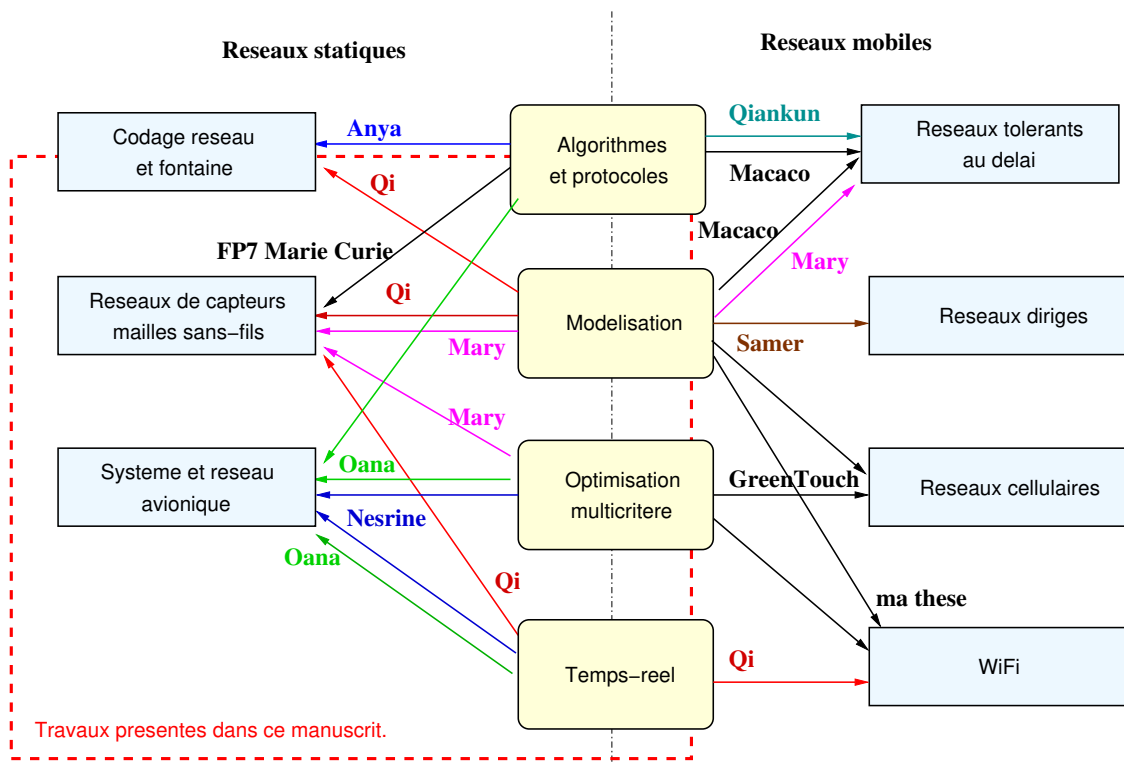 Reseaux statiques
Reseaux mobiles
Codage reseau
et fontaine
Anya
Algorithmes
et protocoles
Qiankun
Reseaux tolerants
au delai
Macaco
Qi
Macaco
FP7 Marie Curie
Mary
Reseaux de capteurs
mailles sans−fils
Qi
Mary
Modelisation
Samer
Reseaux diriges
Mary
Systeme et reseau
avionique
Oana
Nesrine
Oana
Optimisation
multicritere
GreenTouch
Reseaux cellulaires
Qi
ma these
Temps−reel
Qi
WiFi
Travaux presentes dans ce manuscrit.